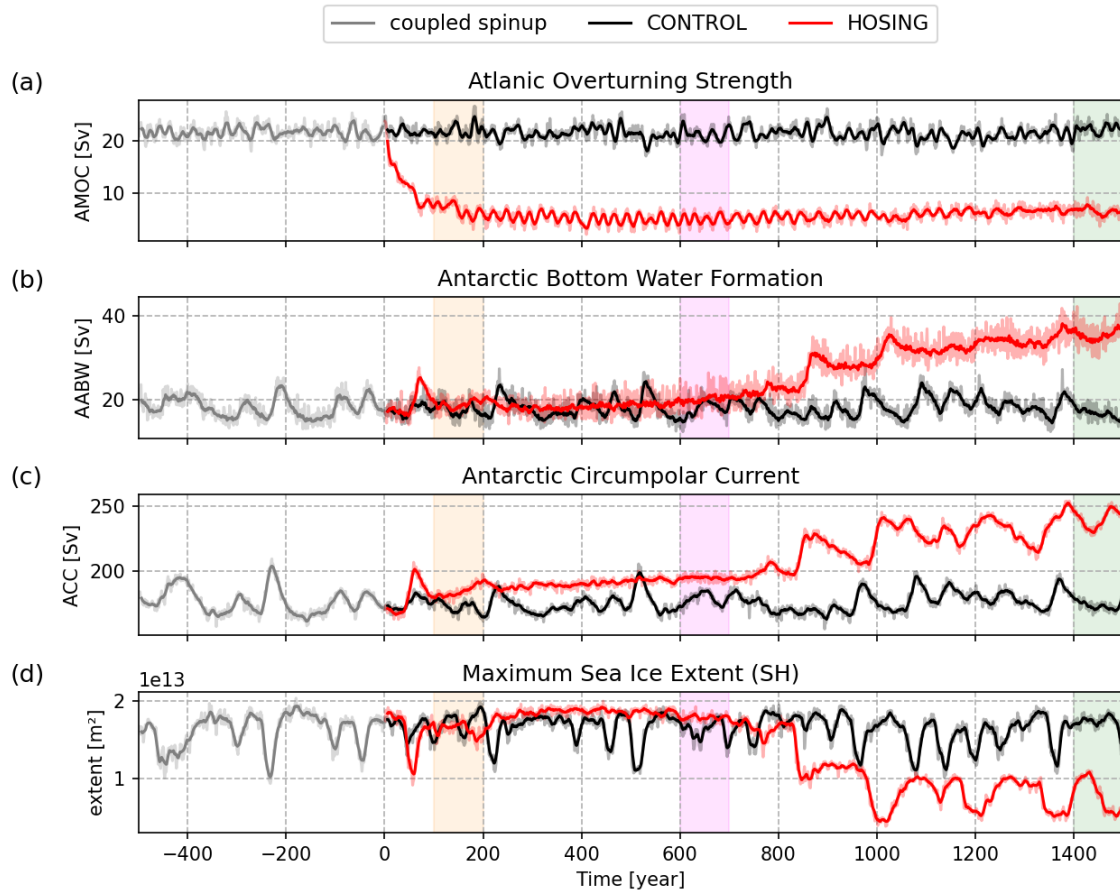 coupled spinup CONTROL HOSING
(a) Atlanic Overturning Strength
AMOC [Sv]
20
10
(b) Antarctic Bottom Water Formation
AABW [Sv]
40
20
(c) Antarctic Circumpolar Current
ACC [Sv]
250
200
(d) Maximum Sea Ice Extent (SH)
1e13
extent [m²]
2
1
−400 −200 0 200 400 600 800 1000 1200 1400
Time [year]